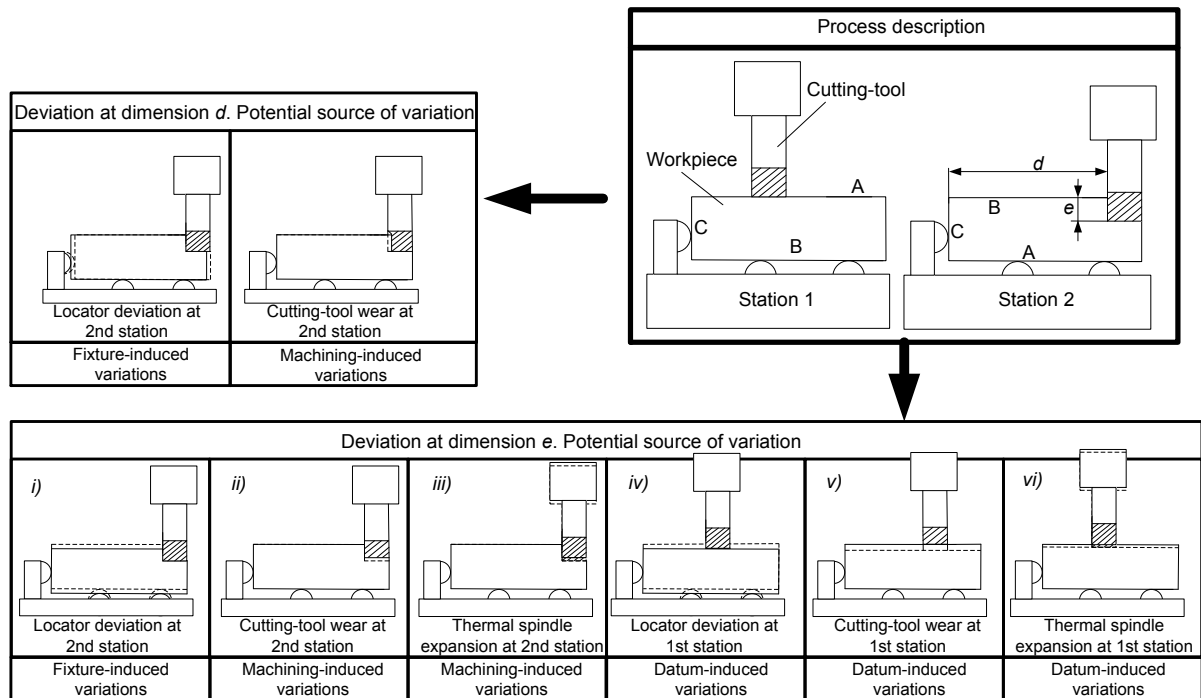 Process description
Cutting-tool
Workpiece
A
B
C
Station 1
d
e
B
C
A
Station 2
Deviation at dimension d. Potential source of variation
Locator deviation at
2nd station
Fixture-induced
variations
Cutting-tool wear at
2nd station
Machining-induced
variations
Deviation at dimension e. Potential source of variation
i)
Locator deviation at
2nd station
Fixture-induced
variations
ii)
Cutting-tool wear at
2nd station
Machining-induced
variations
iii)
Thermal spindle
expansion at 2nd station
Machining-induced
variations
iv)
Locator deviation at
1st station
Datum-induced
variations
v)
Cutting-tool wear at
1st station
Datum-induced
variations
vi)
Thermal spindle
expansion at 1st station
Datum-induced
variations